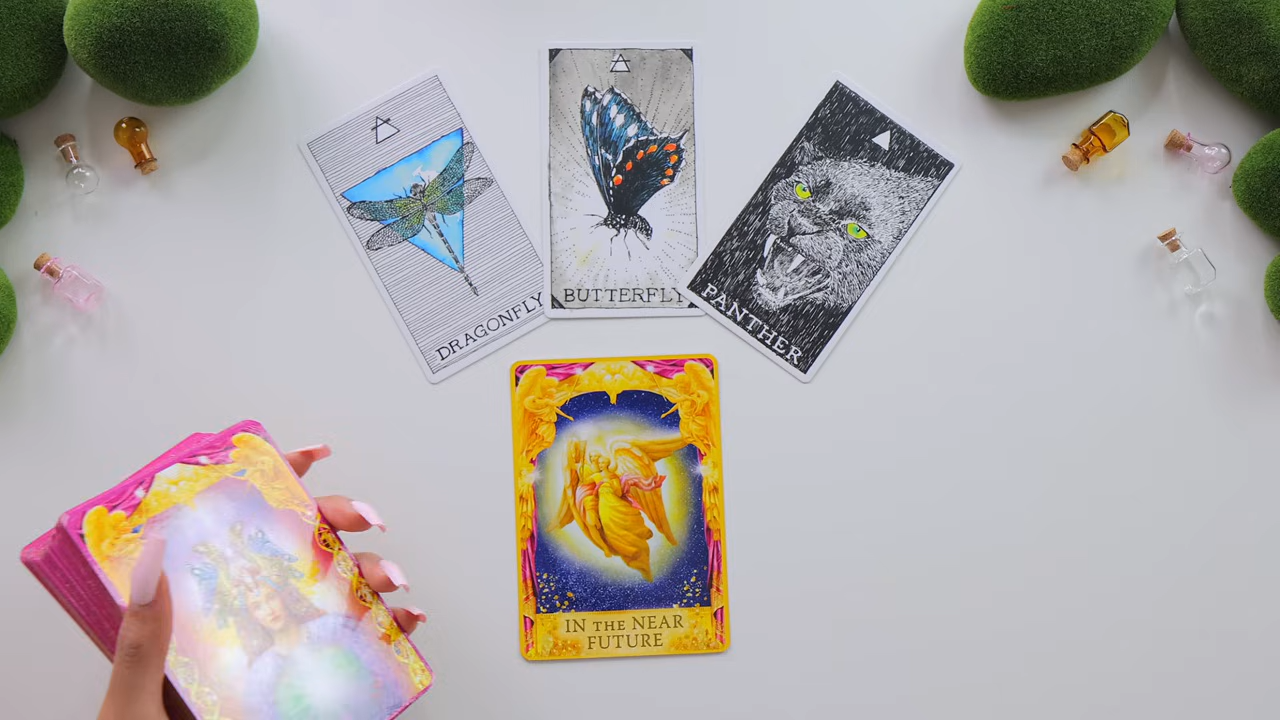 DRAGONFLY
BUTTERFLY
PANTHER
IN THE NEAR
FUTURE